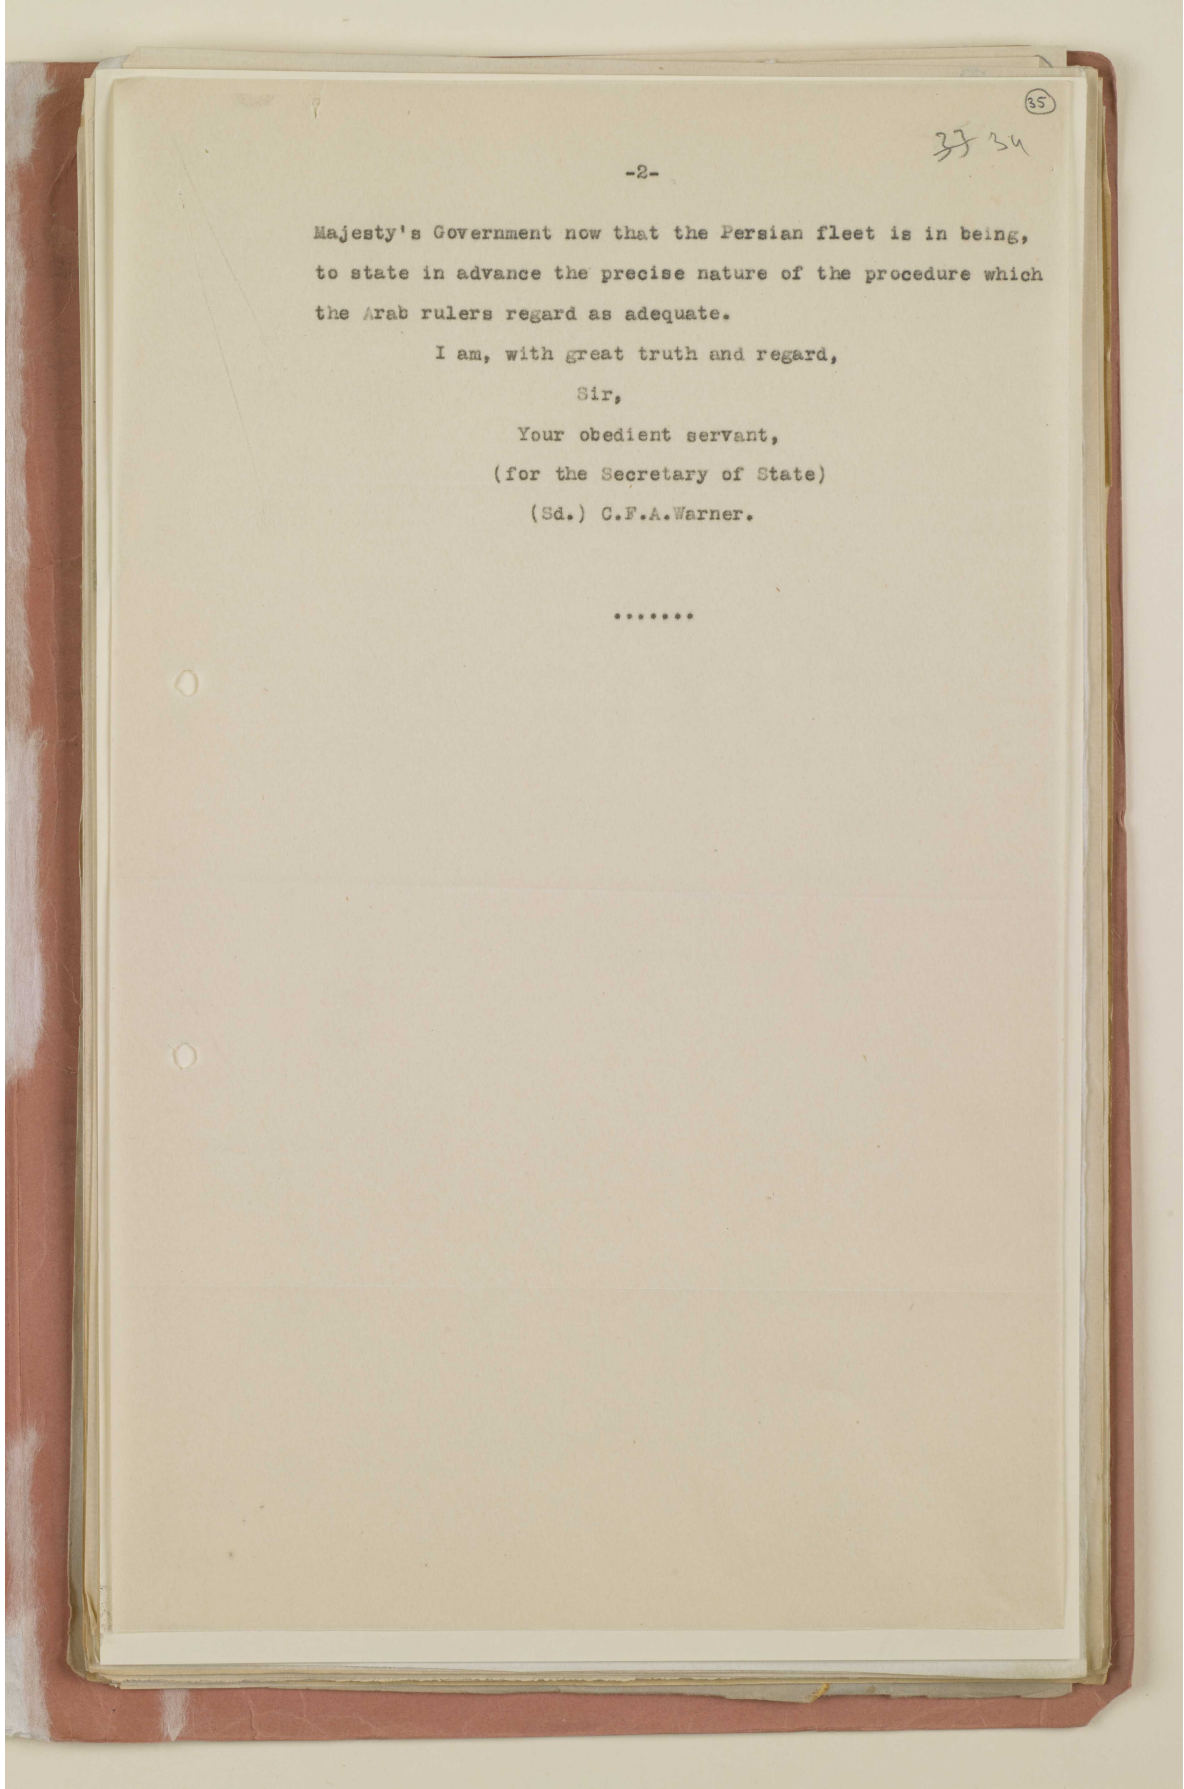 35
37 34
-2-
Majesty's Government now that the Persian fleet is in being,
to state in advance the precise nature of the procedure which
the Arab rulers regard as adequate.
I am, with great truth and regard,
Sir,
Your obedient servant,
(for the Secretary of State)
(Sd.) C.F.A.Warner.
.......